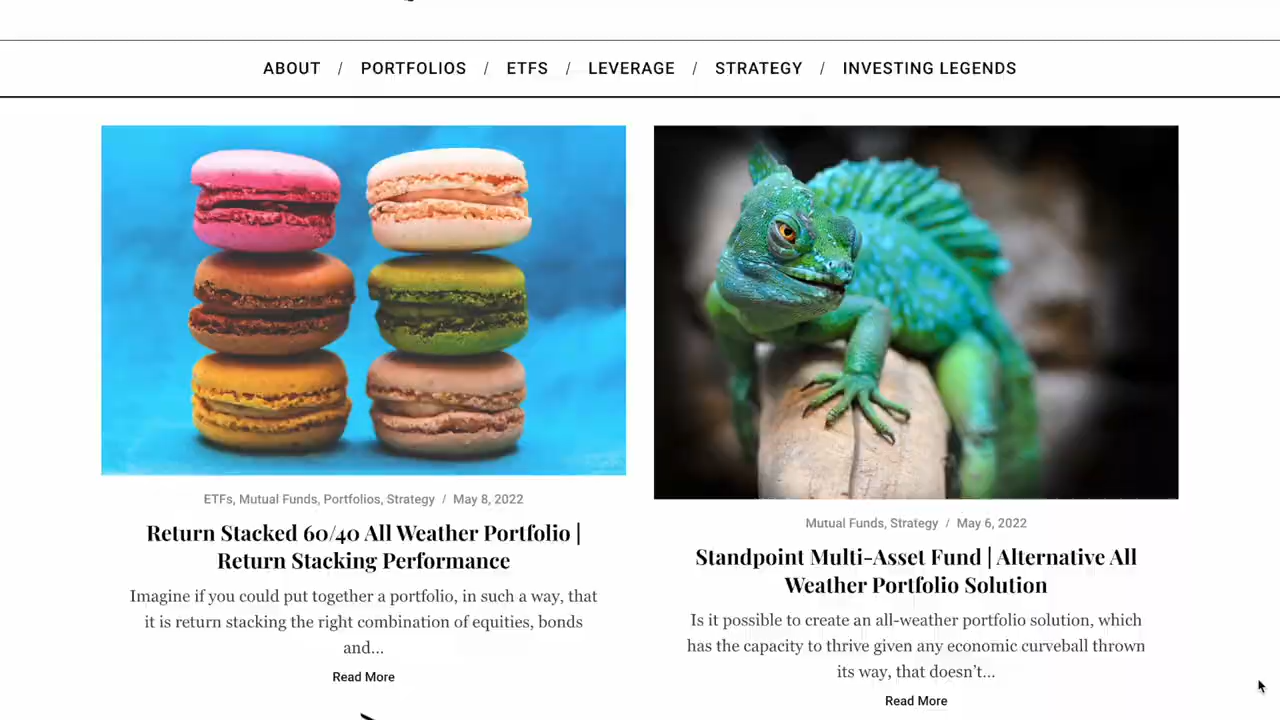 ABOUT / PORTFOLIOS / ETFS / LEVERAGE / STRATEGY / INVESTING LEGENDS
ETFs, Mutual Funds, Portfolios, Strategy / May 8, 2022
Return Stacked 60/40 All Weather Portfolio |
Return Stacking Performance
Imagine if you could put together a portfolio, in such a way, that
it is return stacking the right combination of equities, bonds
and...
Read More
Mutual Funds, Strategy / May 6, 2022
Standpoint Multi-Asset Fund | Alternative All
Weather Portfolio Solution
Is it possible to create an all-weather portfolio solution, which
has the capacity to thrive given any economic curveball thrown
its way, that doesn't...
Read More